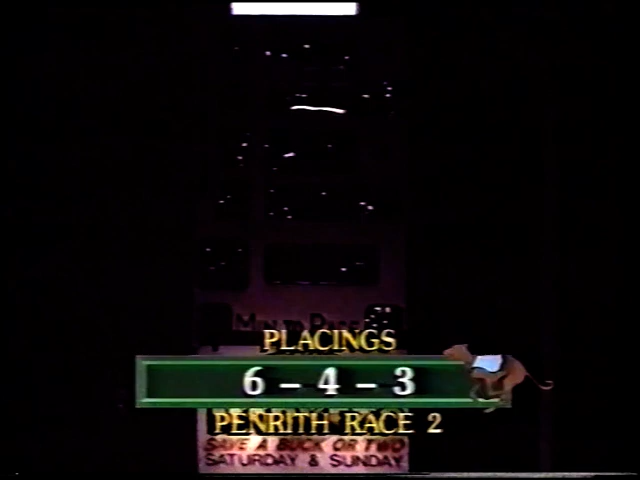 PLACINGS
6 – 4 – 3
PENRITH RACE 2
SAVE A BUCK OR TWO
SATURDAY & SUNDAY